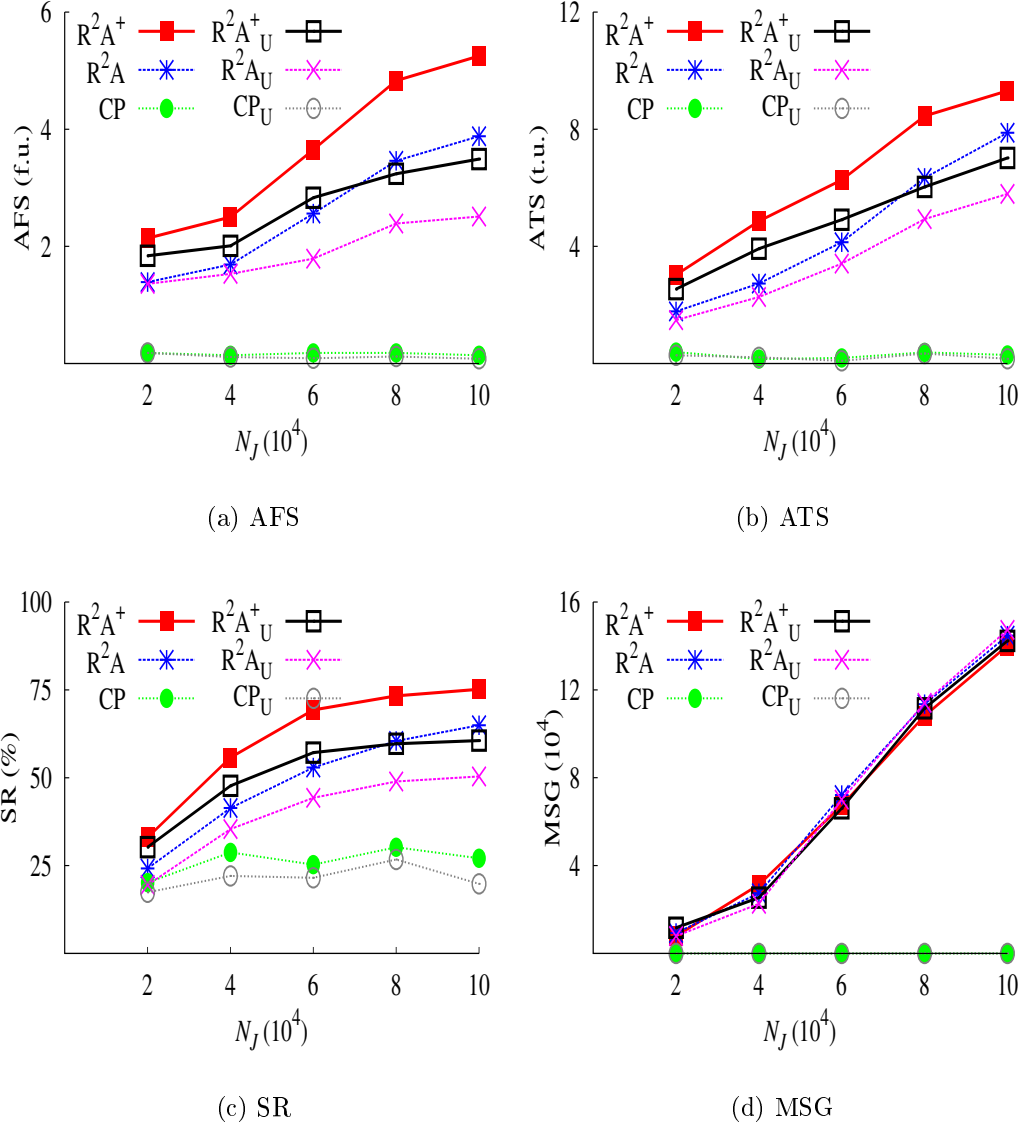 6
4
2
AFS (f.u.)
R²A⁺
R²A⁺U
R²A
R²AU
CP
CPU
2 4 6 8 10
NJ (10⁴)
(a) AFS
12
8
4
ATS (t.u.)
R²A⁺
R²A⁺U
R²A
R²AU
CP
CPU
2 4 6 8 10
NJ (10⁴)
(b) ATS
100
75
50
25
SR (%)
R²A⁺
R²A⁺U
R²A
R²AU
CP
CPU
2 4 6 8 10
NJ (10⁴)
(c) SR
16
12
8
4
MSG (10⁴)
R²A⁺
R²A⁺U
R²A
R²AU
CP
CPU
2 4 6 8 10
NJ (10⁴)
(d) MSG